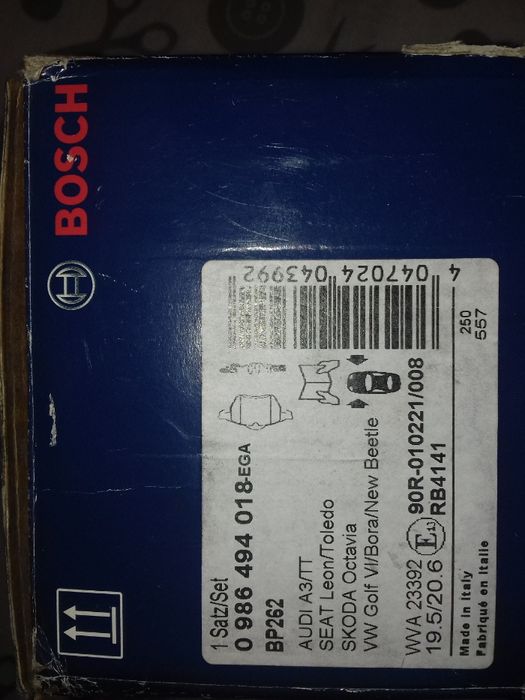 BOSCH
4 047024 043992
1 Satz/Set
0 986 494 018-EGA
BP262
AUDI A3/TT
SEAT Leon/Toledo
SKODA Octavia
VW Golf VI/Bora/New Beetle
WVA 23392 E13 90R-010221/008
19.5/20.6 RB4141
Made in Italy 250
Fabriqué en Italie 557